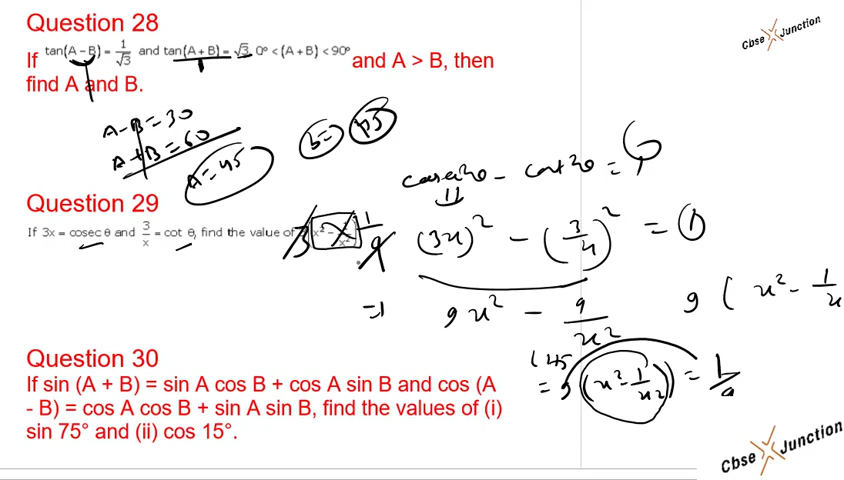 Question 28
If tan(A – B) = 1/√3 and tan(A + B) = √3 0° < (A + B) < 90° and A > B, then
find A and B.
A-B=30
A+B=60
A=45
B=
Question 29
If 3x = cosec θ and 3/x = cot θ, find the value of 3
1/9
cosec²θ - cot²θ = 1
(3x)² - (3/x)² = 1
9x² - 9/x²
9 ( x² - 1/x
= 9 (x² - 1/x²) = 1/9
Question 30
If sin (A + B) = sin A cos B + cos A sin B and cos (A
- B) = cos A cos B + sin A sin B, find the values of (i)
sin 75° and (ii) cos 15°.
Cbse Junction
Cbse Junction